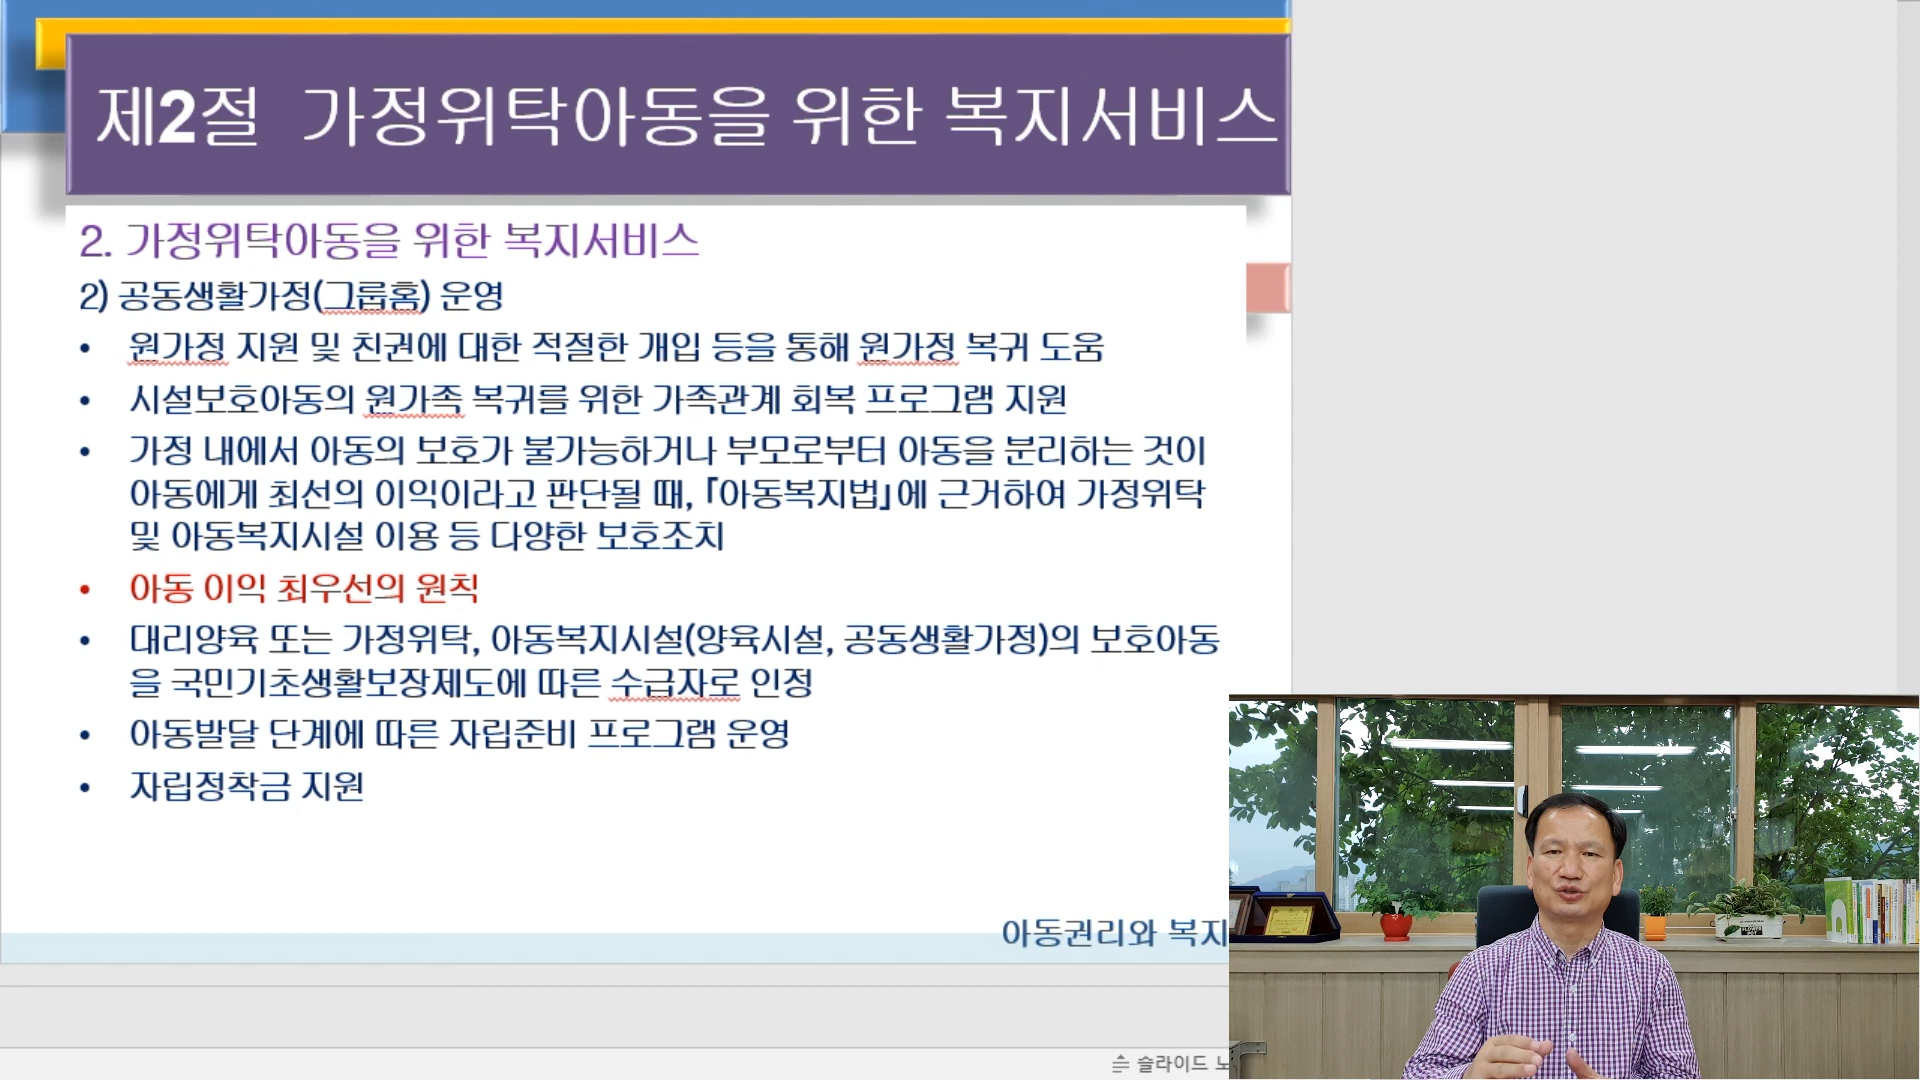 제2절 가정위탁아동을 위한 복지서비스
2. 가정위탁아동을 위한 복지서비스
2) 공동생활가정(그룹홈) 운영
• 원가정 지원 및 친권에 대한 적절한 개입 등을 통해 원가정 복귀 도움
• 시설보호아동의 원가족 복귀를 위한 가족관계 회복 프로그램 지원
• 가정 내에서 아동의 보호가 불가능하거나 부모로부터 아동을 분리하는 것이
아동에게 최선의 이익이라고 판단될 때, 「아동복지법」에 근거하여 가정위탁
및 아동복지시설 이용 등 다양한 보호조치
• 아동 이익 최우선의 원칙
• 대리양육 또는 가정위탁, 아동복지시설(양육시설, 공동생활가정)의 보호아동
을 국민기초생활보장제도에 따른 수급자로 인정
• 아동발달 단계에 따른 자립준비 프로그램 운영
• 자립정착금 지원
아동권리와 복지
슬라이드 노